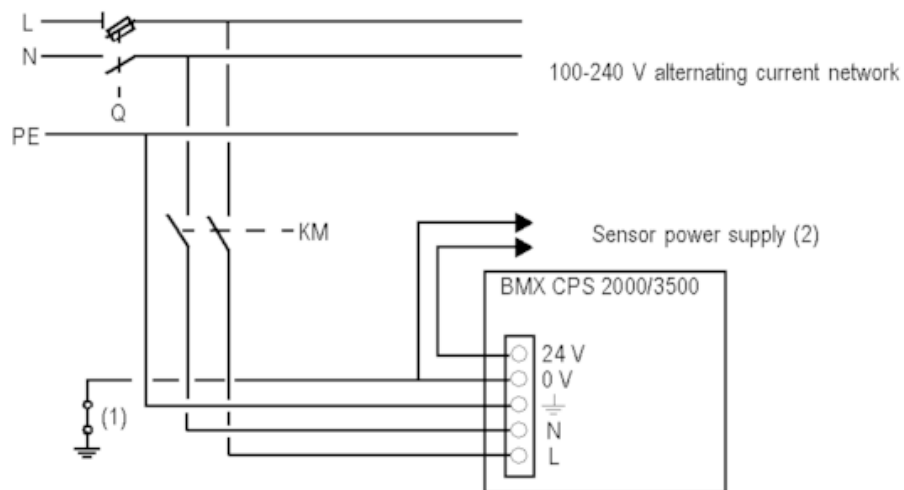 L
N
100-240 V alternating current network
Q
PE
KM
Sensor power supply (2)
BMX CPS 2000/3500
24 V
0 V
(1)
N
L